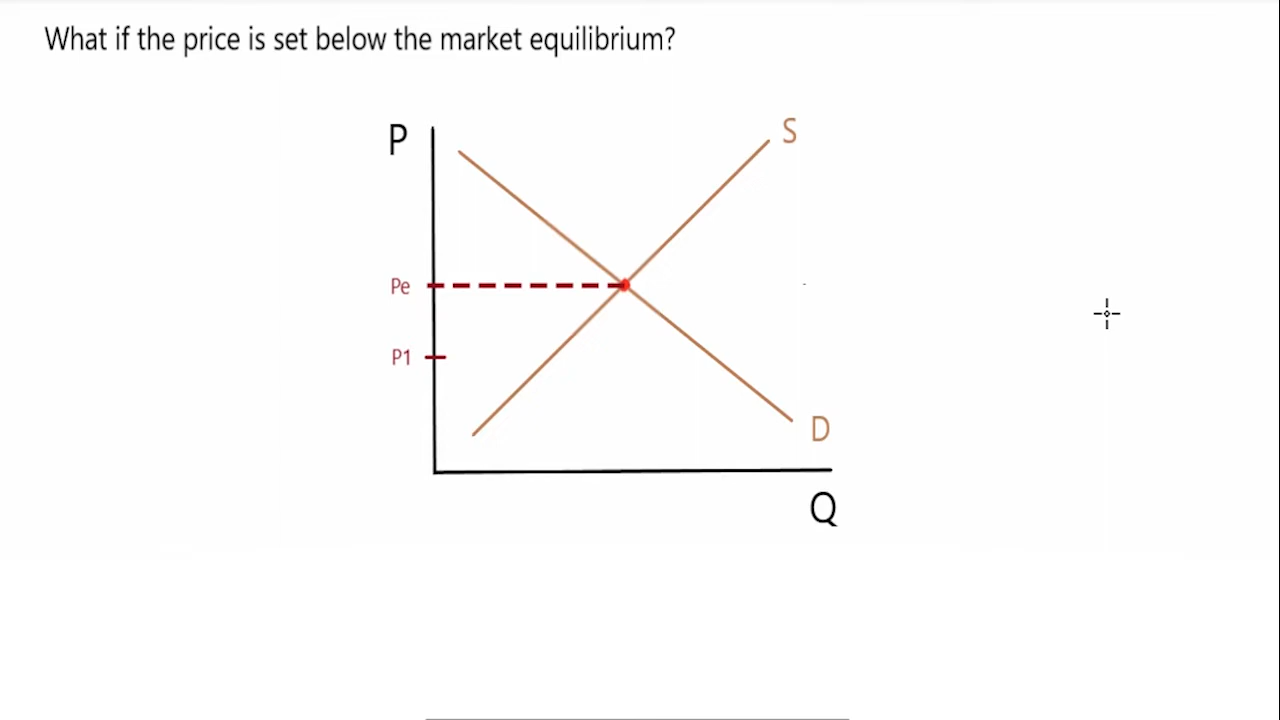 What if the price is set below the market equilibrium?
P
S
Pe
P1
D
Q